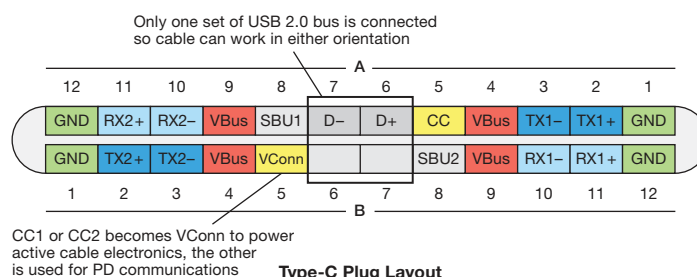 Only one set of USB 2.0 bus is connected
so cable can work in either orientation
A
12 11 10 9 8 7 6 5 4 3 2 1
GND RX2+ RX2− VBus SBU1 D− D+ CC VBus TX1− TX1+ GND
GND TX2+ TX2− VBus VConn SBU2 VBus RX1− RX1+ GND
1 2 3 4 5 6 7 8 9 10 11 12
B
CC1 or CC2 becomes VConn to power
active cable electronics, the other
is used for PD communications
Type-C Plug Layout